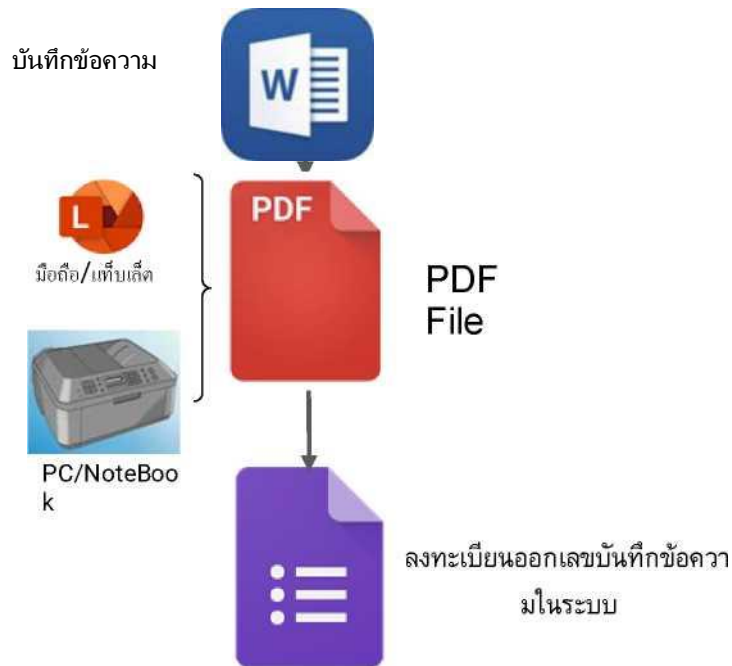 บันทึกข้อความ
W
PDF
L
มือถือ/แท็บเล็ต
PDF
File
PC/NoteBoo
k
ลงทะเบียนออกเลขบันทึกข้อควา
มในระบบ